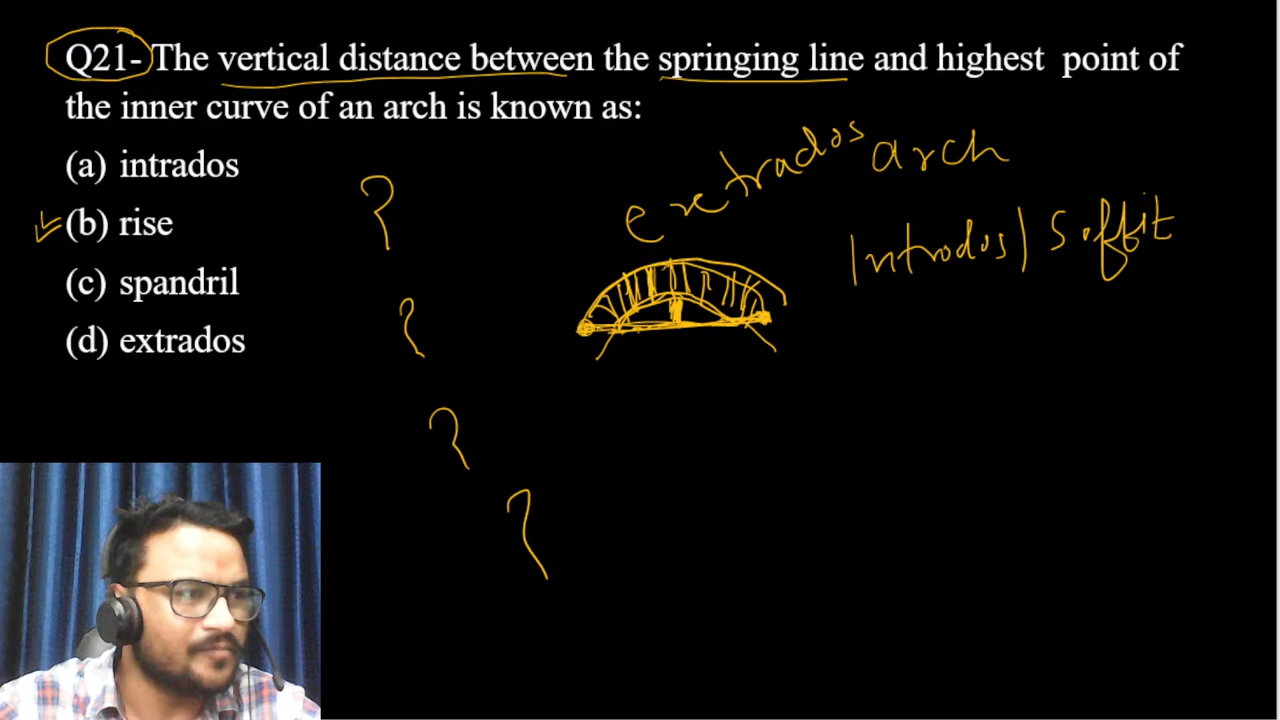 Q21- The vertical distance between the springing line and highest point of
the inner curve of an arch is known as:
(a) intrados
(b) rise
(c) spandril
(d) extrados
extrados
arch
Intrados/Soffit
?
?
?
?